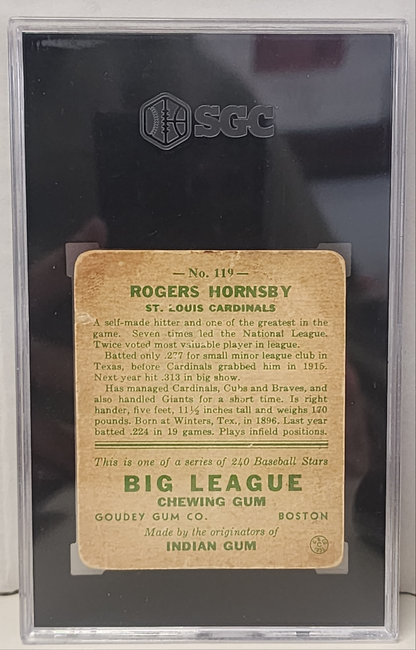 SGC
— No. 119 —
ROGERS HORNSBY
ST. LOUIS CARDINALS
A self-made hitter and one of the greatest in the
game. Seven times led the National League.
Twice voted most valuable player in league.
Batted only .277 for small minor league club in
Texas, before Cardinals grabbed him in 1915.
Next year hit .313 in big show.
Has managed Cardinals, Cubs and Braves, and
also handled Giants for a short time. Is right
hander, five feet, 11½ inches tall and weighs 170
pounds. Born at Winters, Tex., in 1896. Last year
batted .224 in 19 games. Plays infield positions.
This is one of a series of 240 Baseball Stars
BIG LEAGUE
CHEWING GUM
GOUDEY GUM CO. BOSTON
Made by the originators of
INDIAN GUM